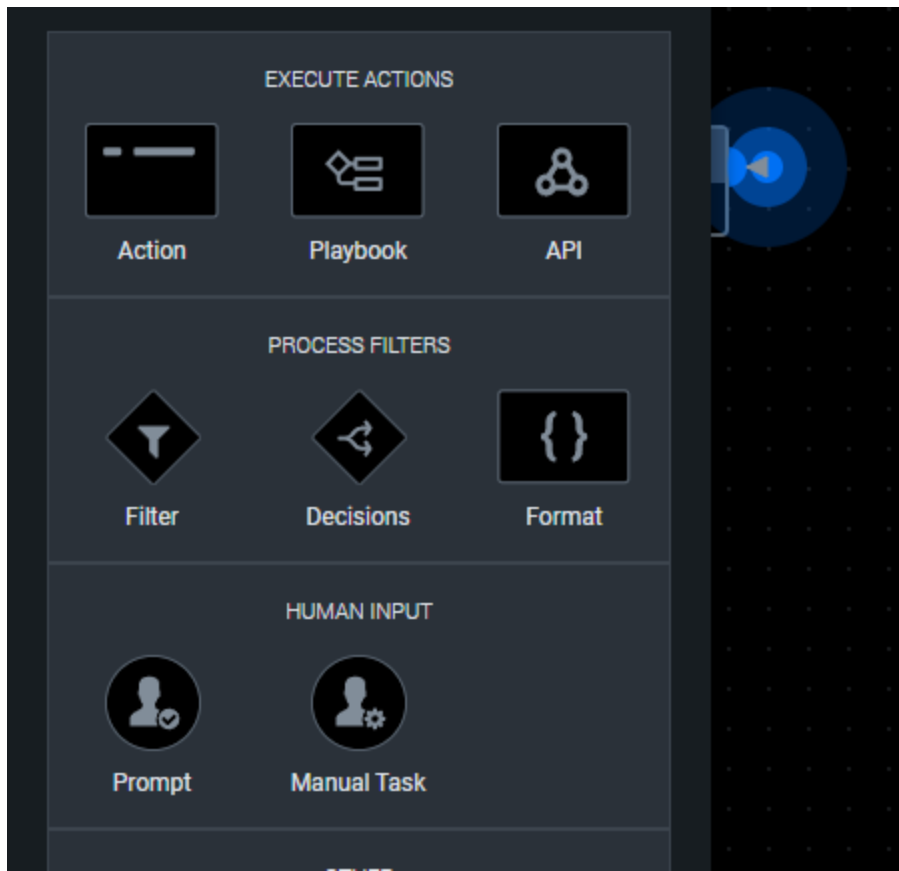 EXECUTE ACTIONS
Action Playbook API
PROCESS FILTERS
Filter Decisions Format
HUMAN INPUT
Prompt Manual Task